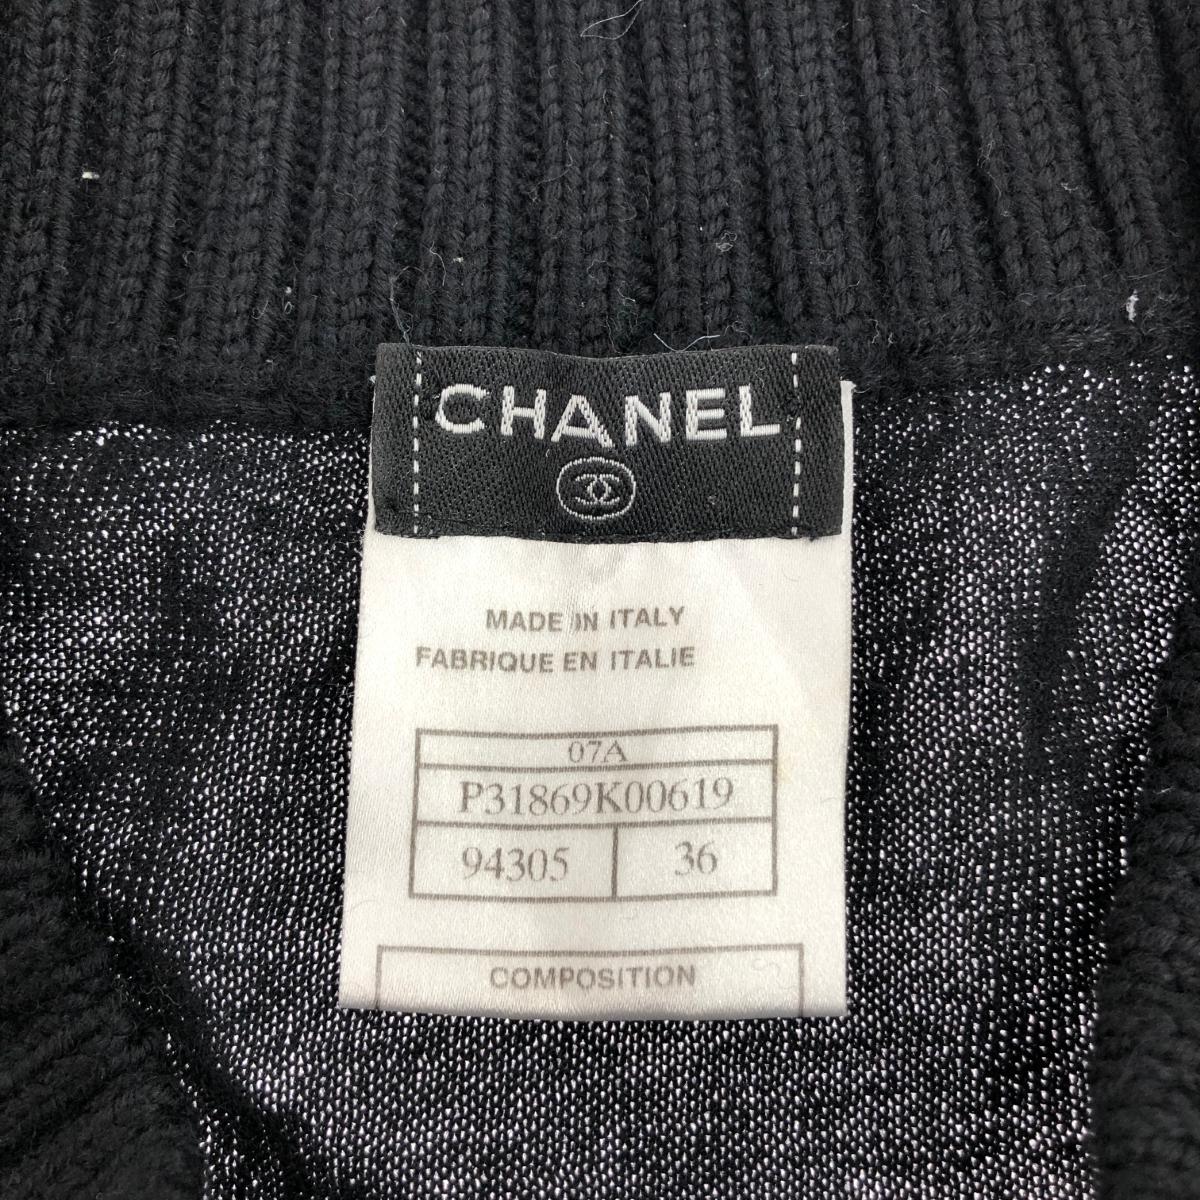 CHANEL
MADE IN ITALY
FABRIQUE EN ITALIE
07A
P31869K00619
94305 36
COMPOSITION